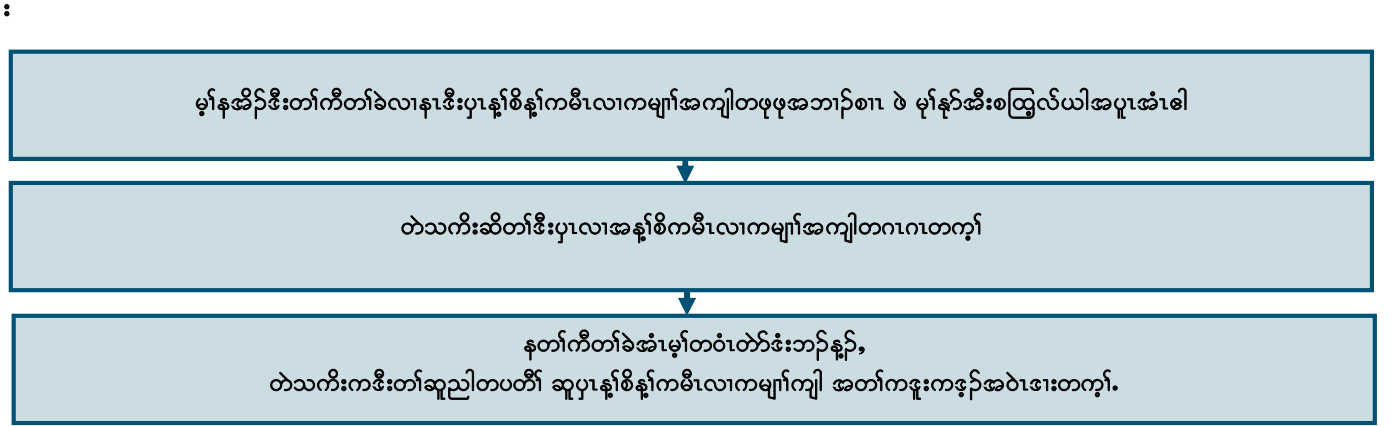 :
မ့ၢ်နအိၣ်ဒီးတၢ်ကီတၢ်ခဲလၢနၤဒီးပှၤန့ၢ်စိန့ၢ်ကမီၤလၢကမျၢၢ်အကျါတဖုဖုအဘၢၣ်စၢၤ ဖဲ မုၢ်နုာ်အီးစထြ့လ်ယါအပူၤအံၤဧါ
တဲသကိးဆိတၢ်ဒီးပှၤလၢအန့ၢ်စိကမီၤလၢကမျၢၢ်အကျါတဂၤဂၤတက့ၢ်
နတၢ်ကီတၢ်ခဲအံၤမ့ၢ်တဝံၤတဲာ်ဒံးဘၣ်န့ၣ်,
တဲသကိးကဒီးတၢ်ဆူညါတပတီၢ် ဆူပှၤန့ၢ်စိန့ၢ်ကမီၤလၢကမျၢၢ်ကျါ အတၢ်ကဒူးကဒ့ၣ်အဝဲၤဒၢးတက့ၢ်.